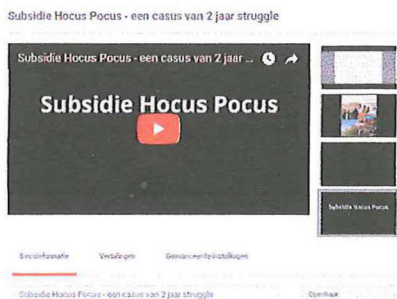 Subsidie Hocus Pocus - een casus van 2 jaar struggle
Subsidie Hocus Pocus - een casus van 2 jaar ...
Subsidie Hocus Pocus
Subsidie Hocus Pocus
Basisinformatie
Vertalingen
Geavanceerde instellingen
Subsidie Hocus Pocus - een casus van 2 jaar struggle
Openbaar